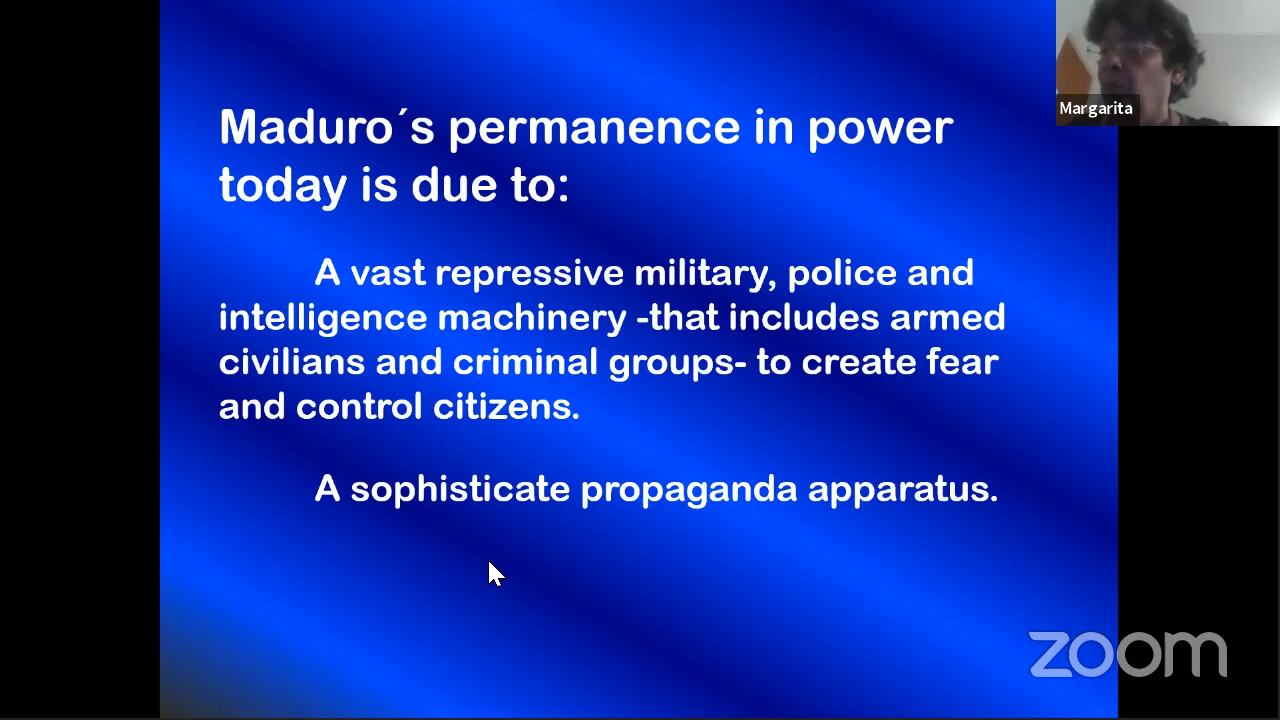 Margarita
Maduro´s permanence in power
today is due to:
A vast repressive military, police and
intelligence machinery -that includes armed
civilians and criminal groups- to create fear
and control citizens.
A sophisticate propaganda apparatus.
zoom